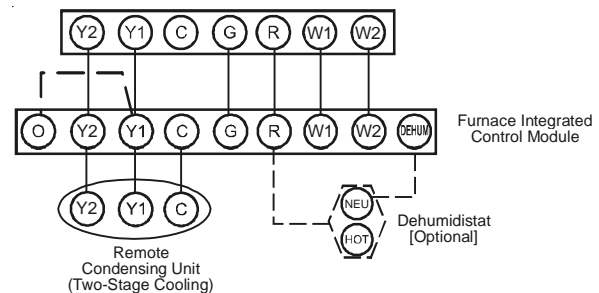 Y2 Y1 C G R W1 W2
O Y2 Y1 C G R W1 W2 DEHUM
Furnace Integrated
Control Module
Y2 Y1 C
NEU
HOT
Dehumidistat
[Optional]
Remote
Condensing Unit
(Two-Stage Cooling)